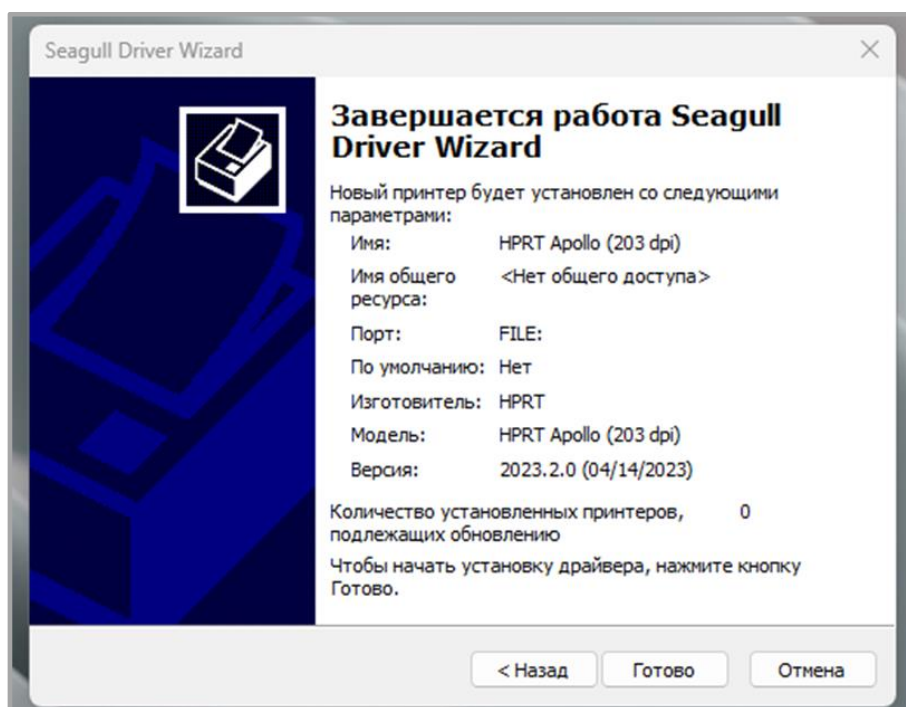 Seagull Driver Wizard
Завершается работа Seagull
Driver Wizard
Новый принтер будет установлен со следующими
параметрами:
Имя: HPRT Apollo (203 dpi)
Имя общего <Нет общего доступа>
ресурса:
Порт: FILE:
По умолчанию: Нет
Изготовитель: HPRT
Модель: HPRT Apollo (203 dpi)
Версия: 2023.2.0 (04/14/2023)
Количество установленных принтеров, 0
подлежащих обновлению
Чтобы начать установку драйвера, нажмите кнопку
Готово.
< Назад Готово Отмена